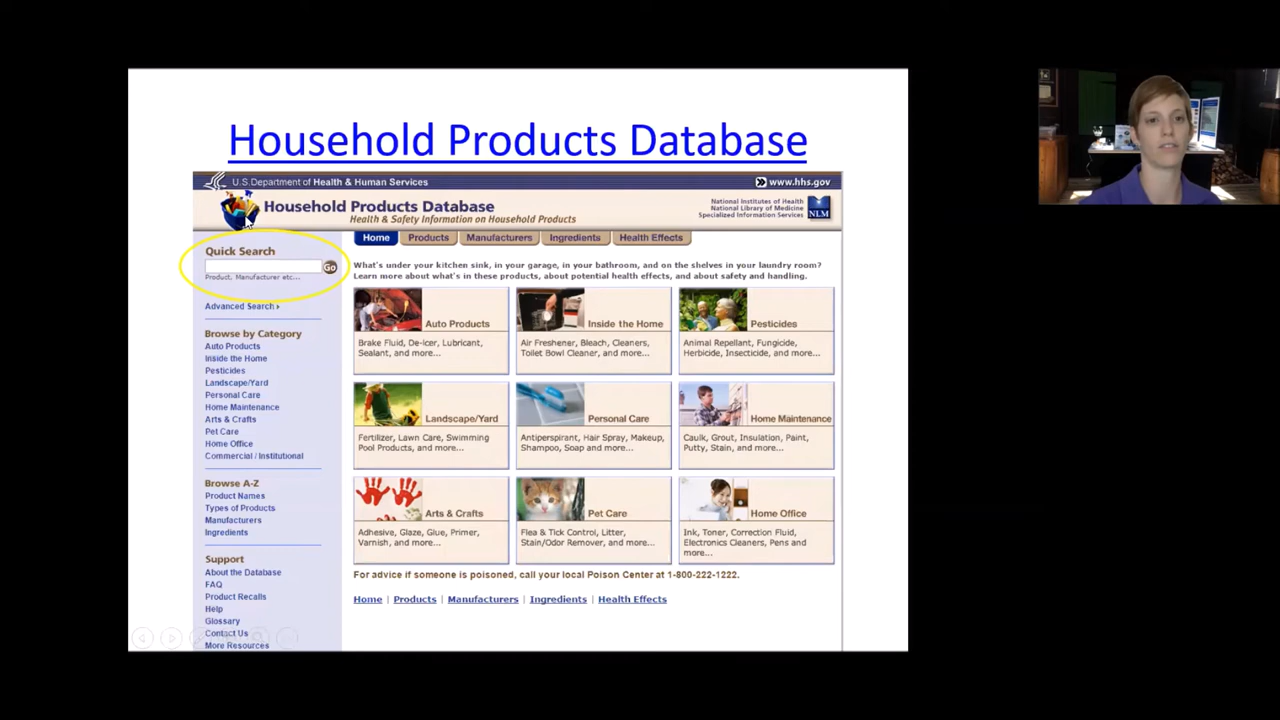 Household Products Database
U.S.Department of Health & Human Services
www.hhs.gov
Household Products Database
Health & Safety Information on Household Products
National Institutes of Health
National Library of Medicine
Specialized Information Services
NLM
Home
Products
Manufacturers
Ingredients
Health Effects
Quick Search
Go
Product, Manufacturer etc...
Advanced Search
Browse by Category
Auto Products
Inside the Home
Pesticides
Landscape/Yard
Personal Care
Home Maintenance
Arts & Crafts
Pet Care
Home Office
Commercial / Institutional
Browse A-Z
Product Names
Types of Products
Manufacturers
Ingredients
Support
About the Database
FAQ
Product Recalls
Help
Glossary
Contact Us
More Resources
What's under your kitchen sink, in your garage, in your bathroom, and on the shelves in your laundry room?
Learn more about what's in these products, about potential health effects, and about safety and handling.
Auto Products
Brake Fluid, De-icer, Lubricant,
Sealant, and more...
Inside the Home
Air Freshener, Bleach, Cleaners,
Toilet Bowl Cleaner, and more...
Pesticides
Animal Repellant, Fungicide,
Herbicide, Insecticide, and more...
Landscape/Yard
Fertilizer, Lawn Care, Swimming
Pool Products, and more...
Personal Care
Antiperspirant, Hair Spray, Makeup,
Shampoo, Soap and more...
Home Maintenance
Caulk, Grout, Insulation, Paint,
Putty, Stain, and more...
Arts & Crafts
Adhesive, Glaze, Glue, Primer,
Varnish, and more...
Pet Care
Flea & Tick Control, Litter,
Stain/Odor Remover, and more...
Home Office
Ink, Toner, Correction Fluid,
Electronics Cleaners, Pens and
more...
For advice if someone is poisoned, call your local Poison Center at 1-800-222-1222.
Home | Products | Manufacturers | Ingredients | Health Effects